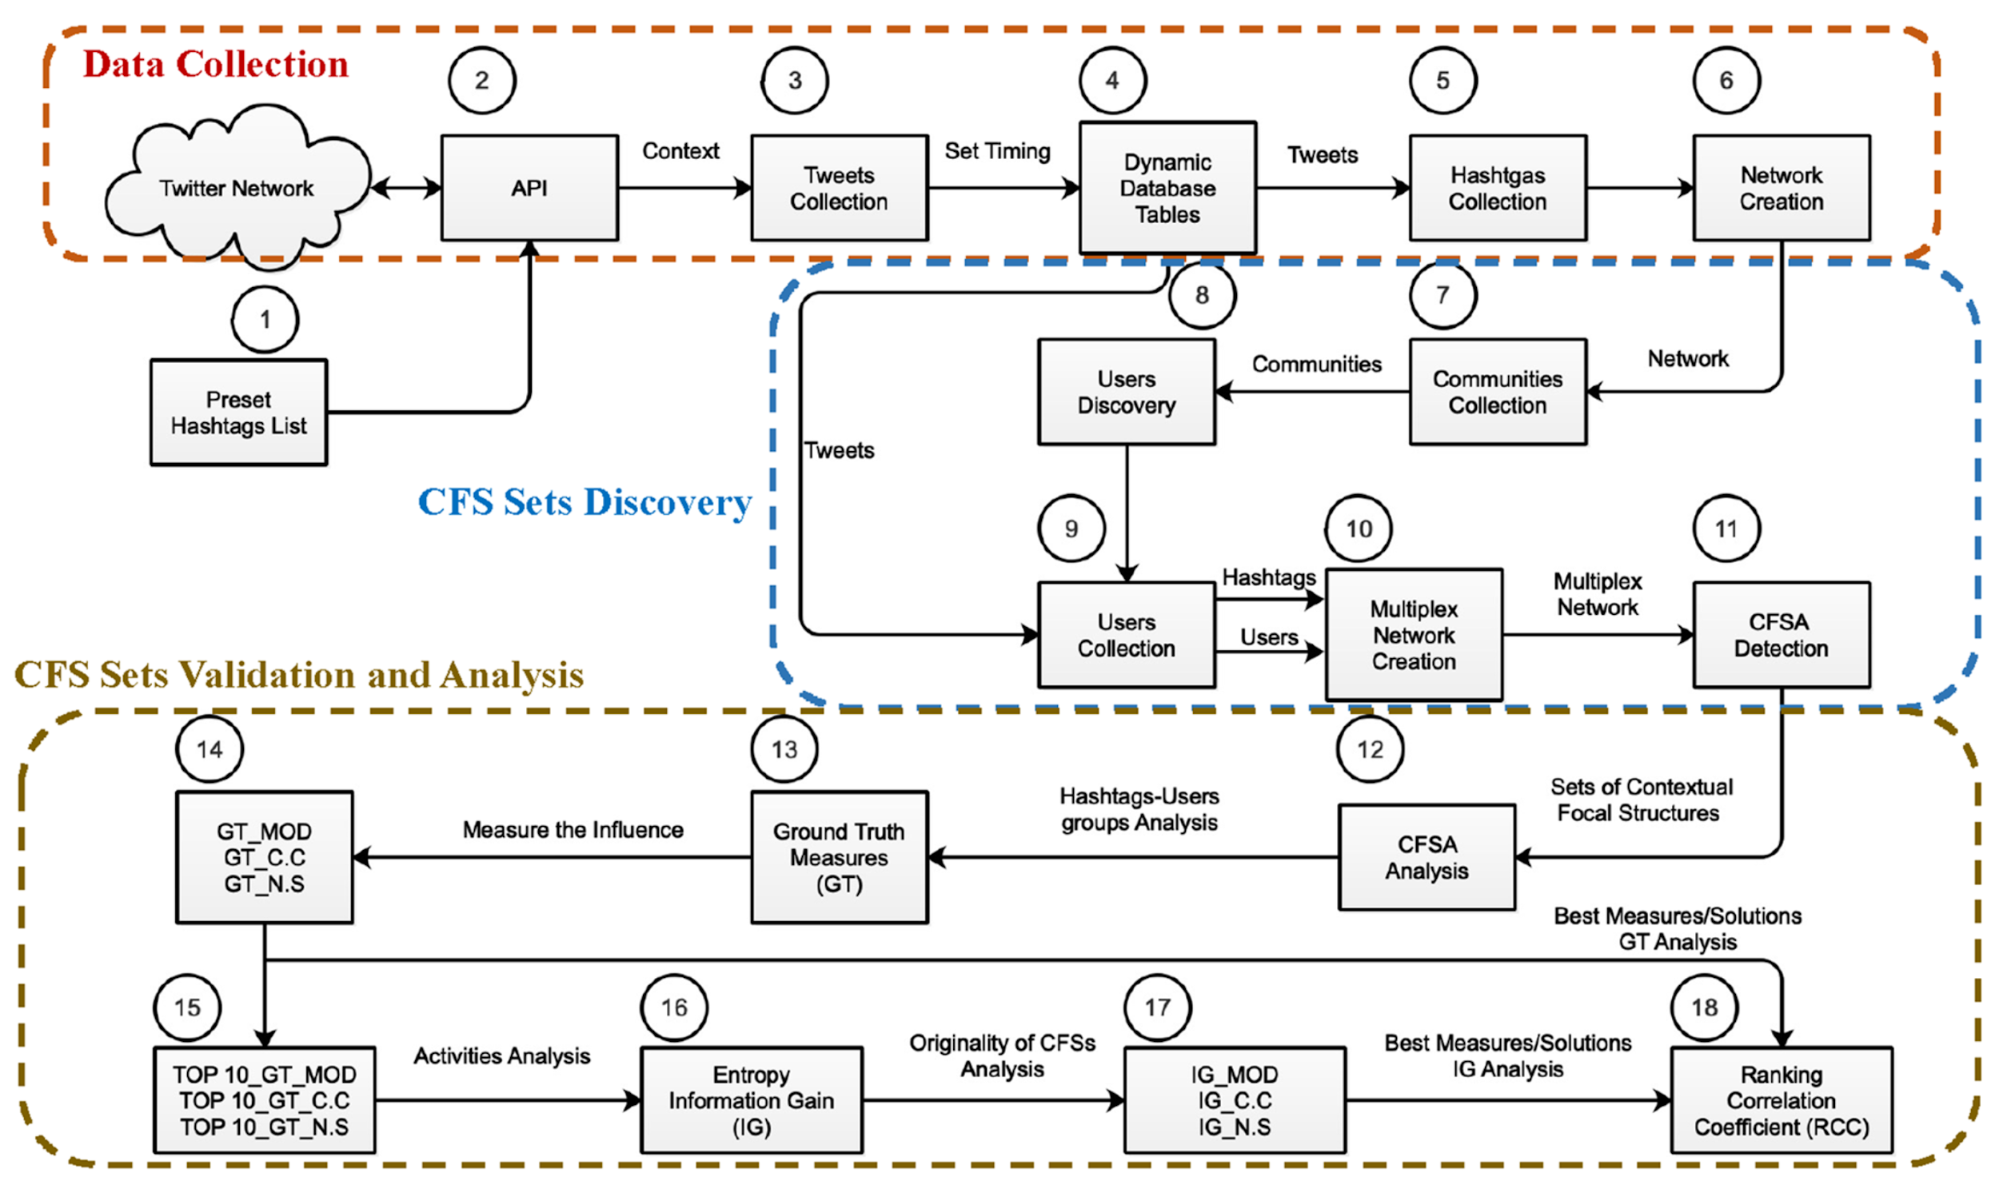 Data Collection
2
3
4
5
6
Twitter Network
API
Context
Tweets
Collection
Set Timing
Dynamic
Database
Tables
Tweets
Hashtgas
Collection
Network
Creation
1
Preset
Hashtags List
8
7
Users
Discovery
Communities
Communities
Collection
Network
Tweets
CFS Sets Discovery
9
10
11
Users
Collection
Hashtags
Users
Multiplex
Network
Creation
Multiplex
Network
CFSA
Detection
CFS Sets Validation and Analysis
14
13
12
GT_MOD
GT_C.C
GT_N.S
Measure the Influence
Ground Truth
Measures
(GT)
Hashtags-Users
groups Analysis
CFSA
Analysis
Sets of Contextual
Focal Structures
Best Measures/Solutions
GT Analysis
15
16
17
18
TOP 10_GT_MOD
TOP 10_GT_C.C
TOP 10_GT_N.S
Activities Analysis
Entropy
Information Gain
(IG)
Originality of CFSs
Analysis
IG_MOD
IG_C.C
IG_N.S
Best Measures/Solutions
IG Analysis
Ranking
Correlation
Coefficient (RCC)